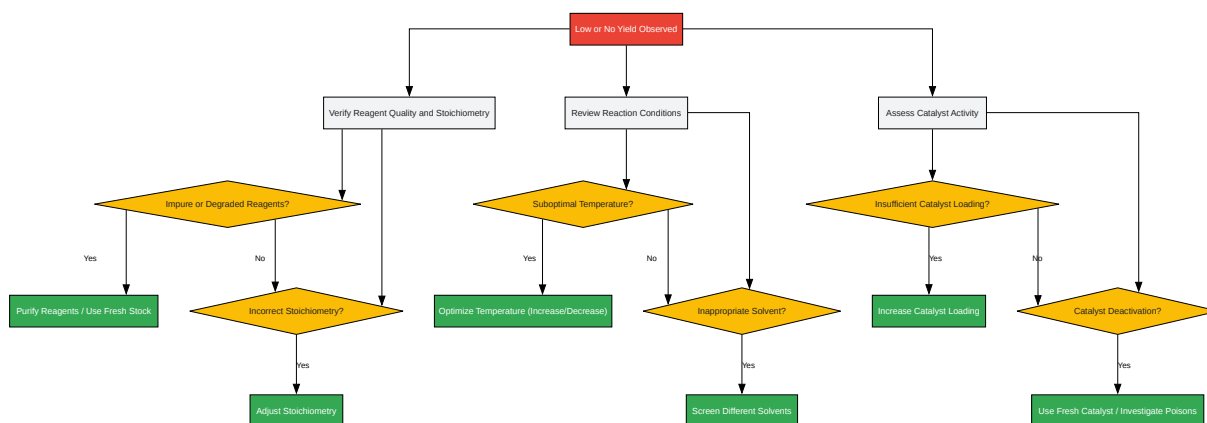 Low or No Yield Observed
Verify Reagent Quality and Stoichiometry
Review Reaction Conditions
Assess Catalyst Activity
Impure or Degraded Reagents?
Suboptimal Temperature?
Insufficient Catalyst Loading?
Yes
No
Yes
No
Yes
No
Purify Reagents / Use Fresh Stock
Incorrect Stoichiometry?
Optimize Temperature (Increase/Decrease)
Inappropriate Solvent?
Increase Catalyst Loading
Catalyst Deactivation?
Yes
Yes
Yes
Adjust Stoichiometry
Screen Different Solvents
Use Fresh Catalyst / Investigate Poisons